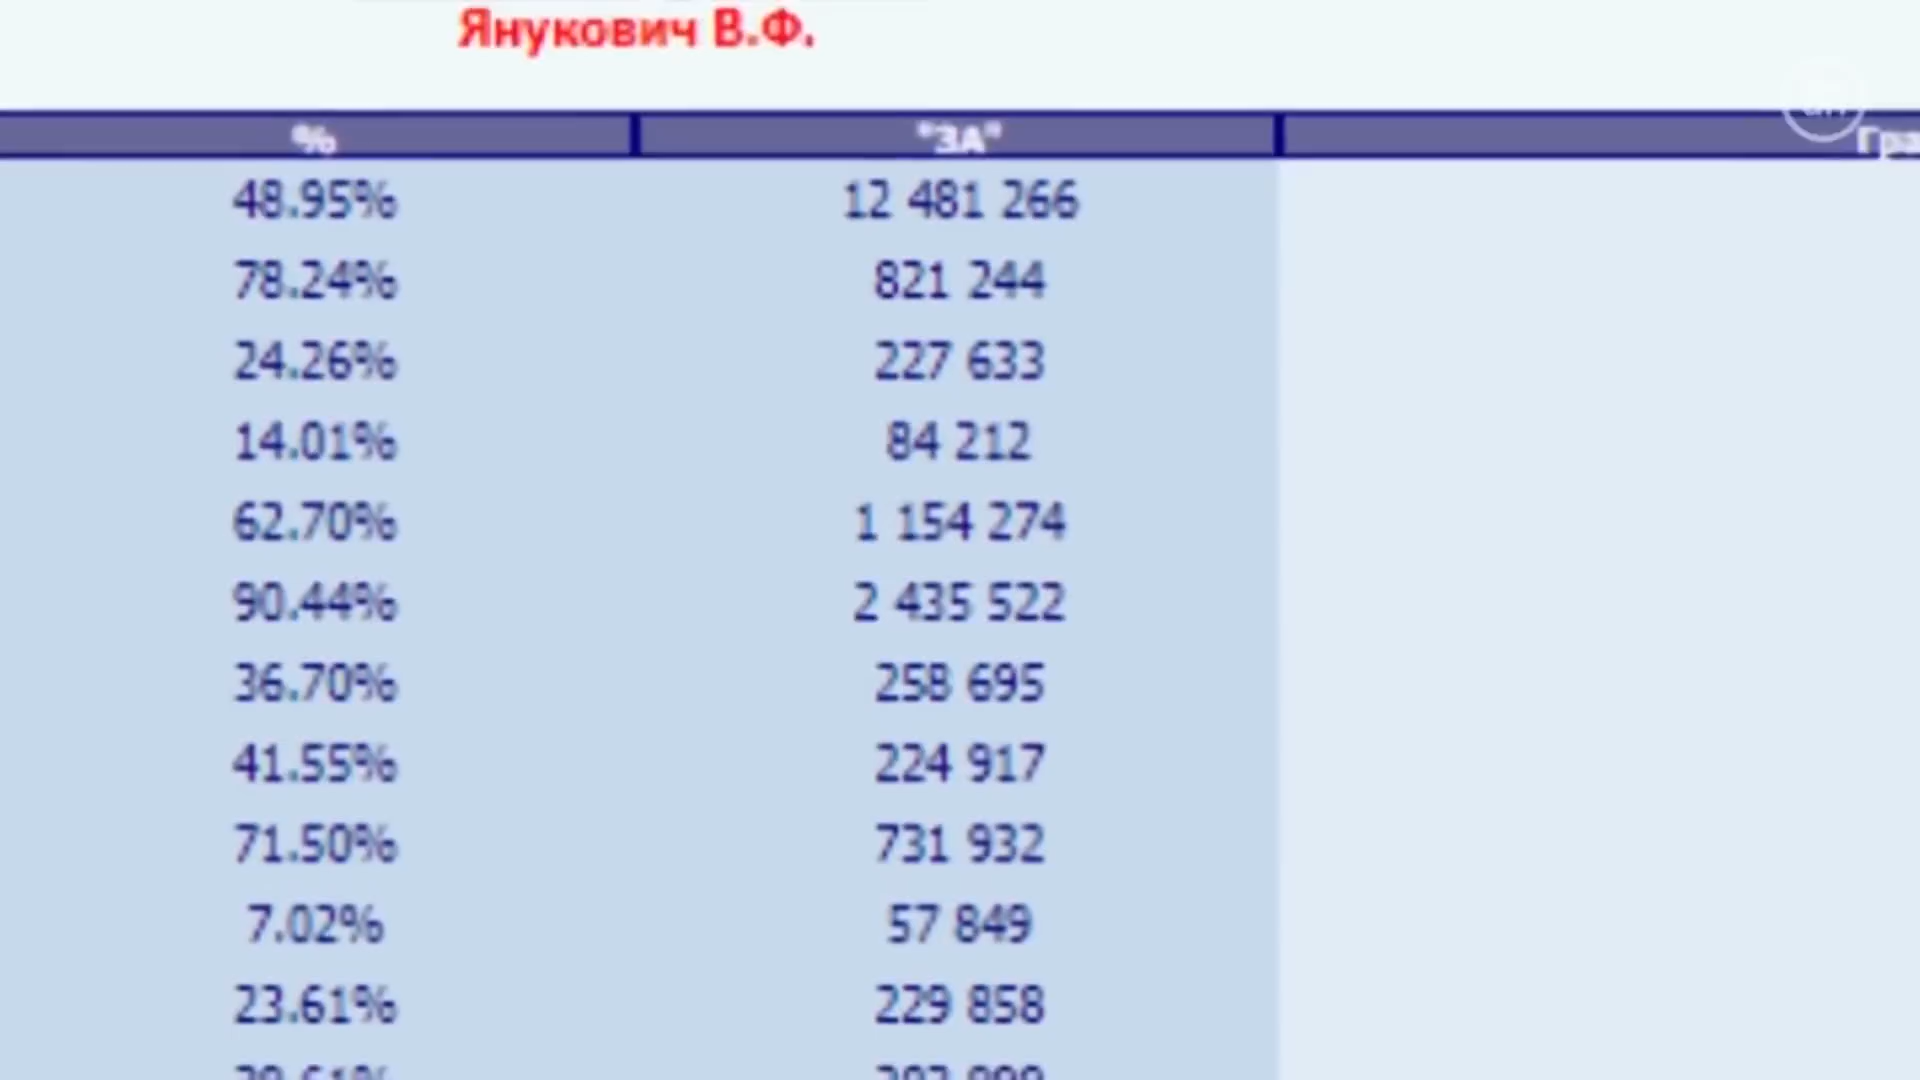 Янукович В.Ф.
% "ЗА" Гра
48.95% 12 481 266
78.24% 821 244
24.26% 227 633
14.01% 84 212
62.70% 1 154 274
90.44% 2 435 522
36.70% 258 695
41.55% 224 917
71.50% 731 932
7.02% 57 849
23.61% 229 858